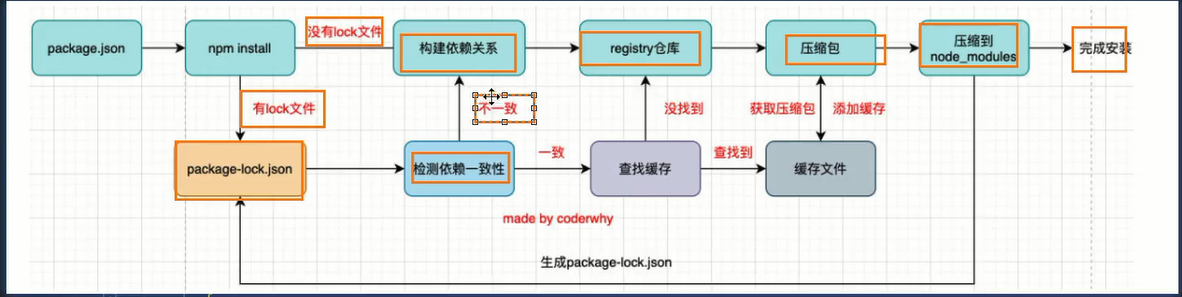 没有lock文件
package.json
npm install
构建依赖关系
registry仓库
压缩包
压缩到
node_modules
完成安装
有lock文件
不一致
没找到
获取压缩包
添加缓存
package-lock.json
检测依赖一致性
一致
查找缓存
查找到
缓存文件
made by coderwhy
生成package-lock.json